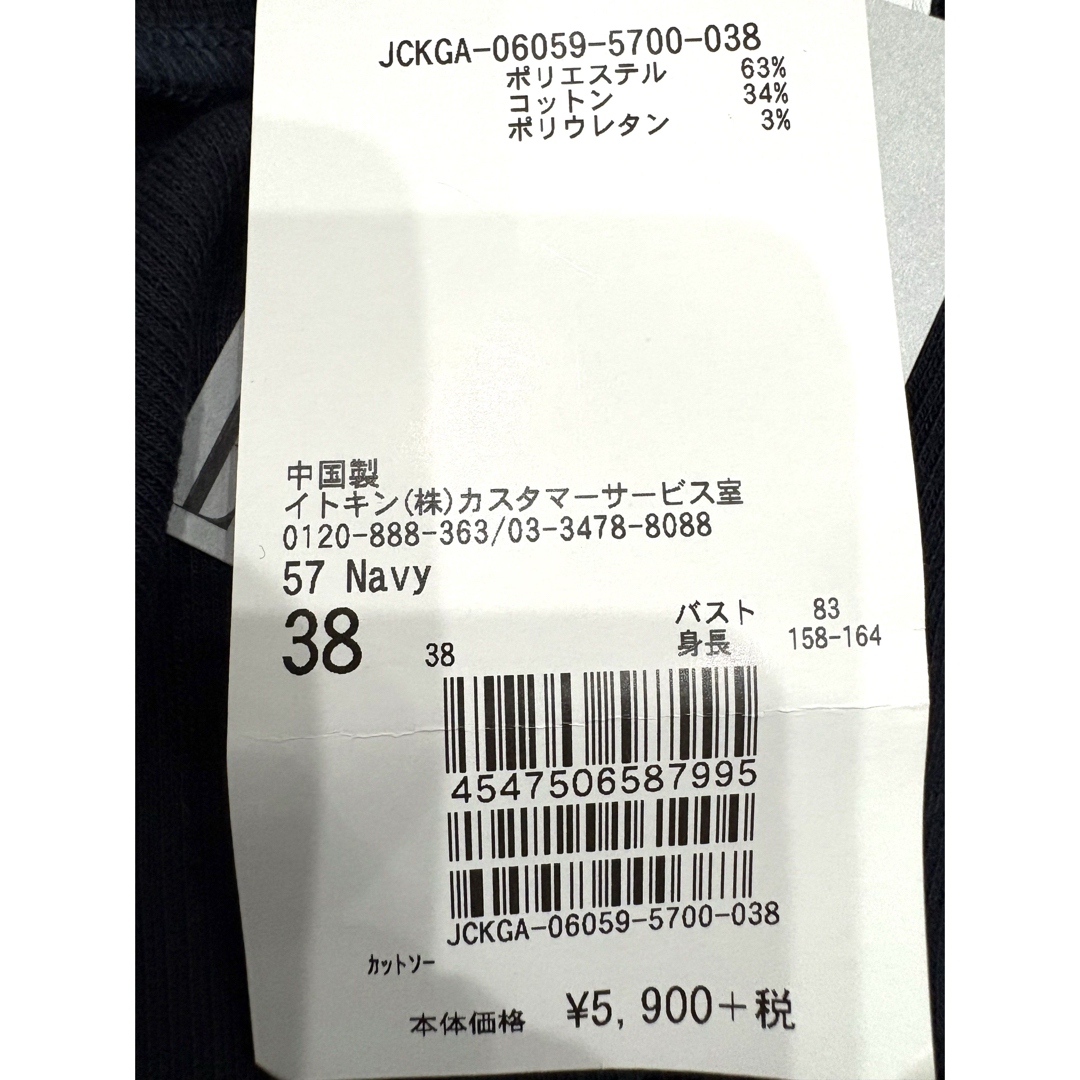 JCKGA-06059-5700-038
ポリエステル 63%
コットン 34%
ポリウレタン 3%
中国製
イトキン(株)カスタマーサービス室
0120-888-363/03-3478-8088
57 Navy
38 38
バスト 83
身長 158-164
4547506587995
JCKGA-06059-5700-038
カットソー
本体価格 ¥5,900+税